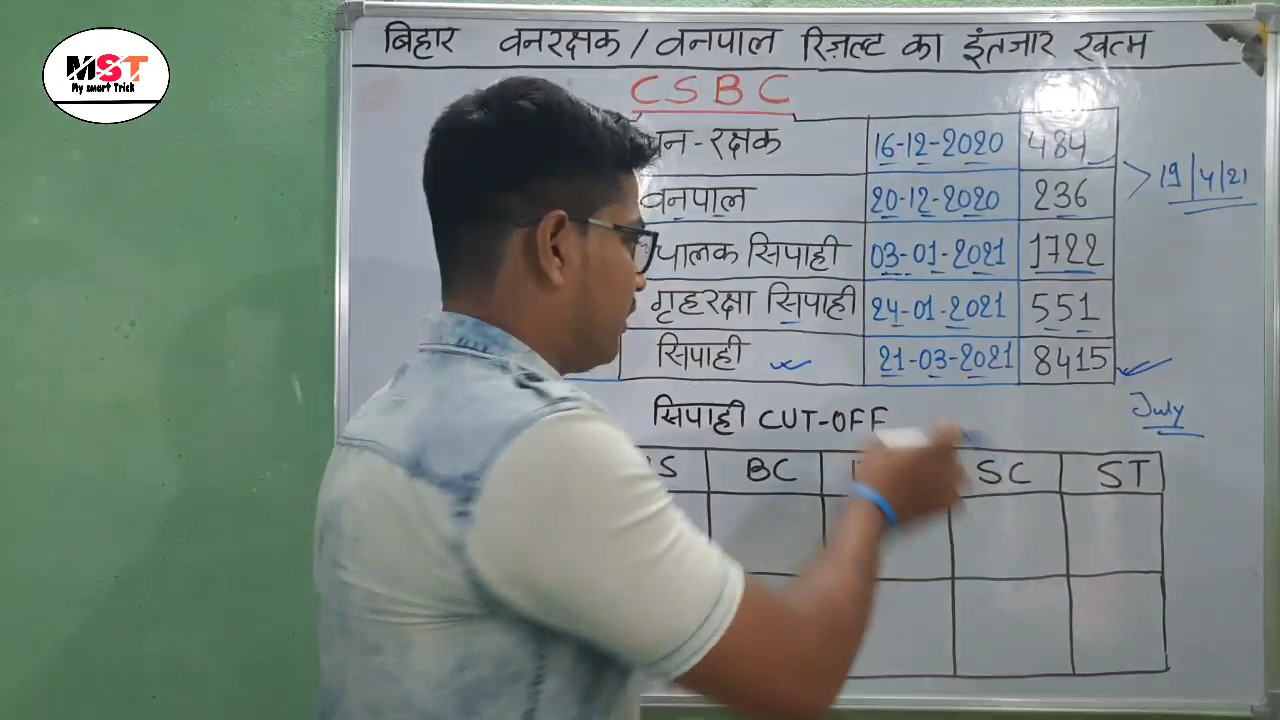 MST
My smart Trick
बिहार वनरक्षक / वनपाल रिज़ल्ट का इंतजार खत्म
CSBC
वन-रक्षक 16-12-2020 484
वनपाल 20-12-2020 236
19/4/21
चालक सिपाही 03-01-2021 1722
गृहरक्षा सिपाही 24-01-2021 551
सिपाही 21-03-2021 8415
July
सिपाही CUT-OFF
BC SC ST